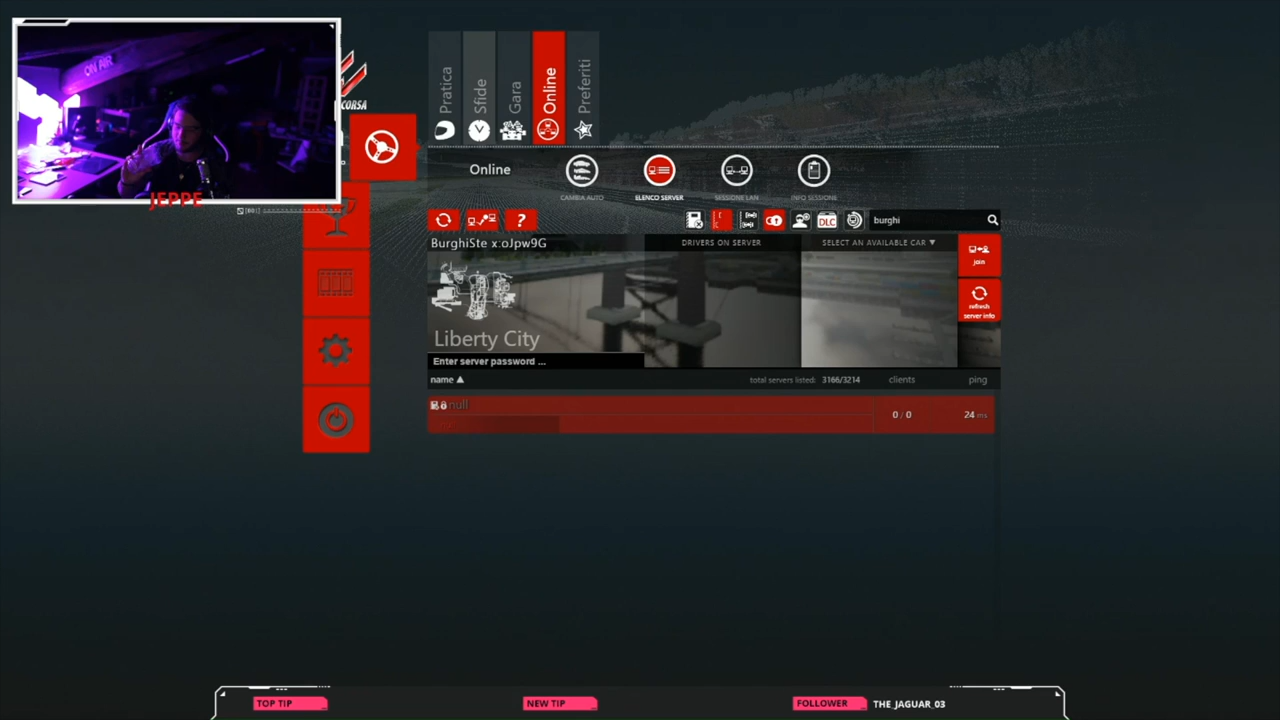 ON AIR
JEPPE
CORSA
Pratica
Sfide
Gara
Online
Preferiti
Online
CAMBIA AUTO
ELENCO SERVER
SESSIONE LAN
INFO SESSIONE
?
DLC
burghi
BurghiSte x:oJpw9G
DRIVERS ON SERVER
SELECT AN AVAILABLE CAR ▼
join
Liberty City
refresh
server info
Enter server password ...
name ▲
total servers listed: 3166/3214
clients
ping
null
0 / 0
24 ms
TOP TIP
NEW TIP
FOLLOWER
THE_JAGUAR_03